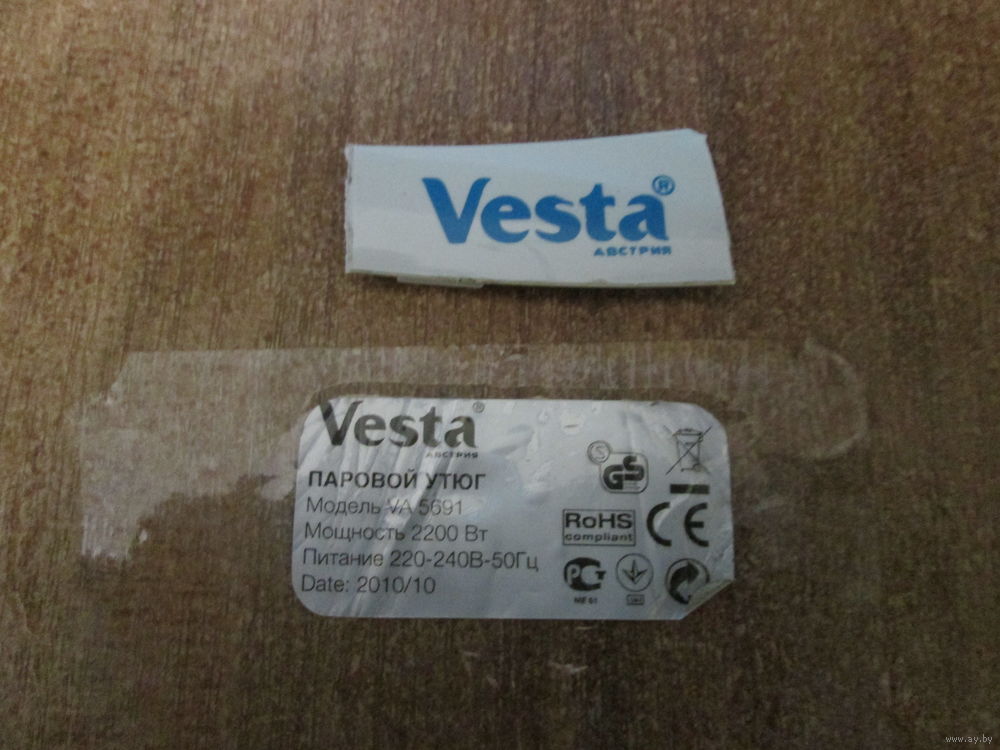 Vesta®
АВСТРИЯ
Vesta®
АВСТРИЯ
ПАРОВОЙ УТЮГ
Модель VA 5691
Мощность 2200 Вт
Питание 220-240В-50Гц
Date: 2010/10
S
GS
RoHS
compliant
CE
РСТ
www.ay.by